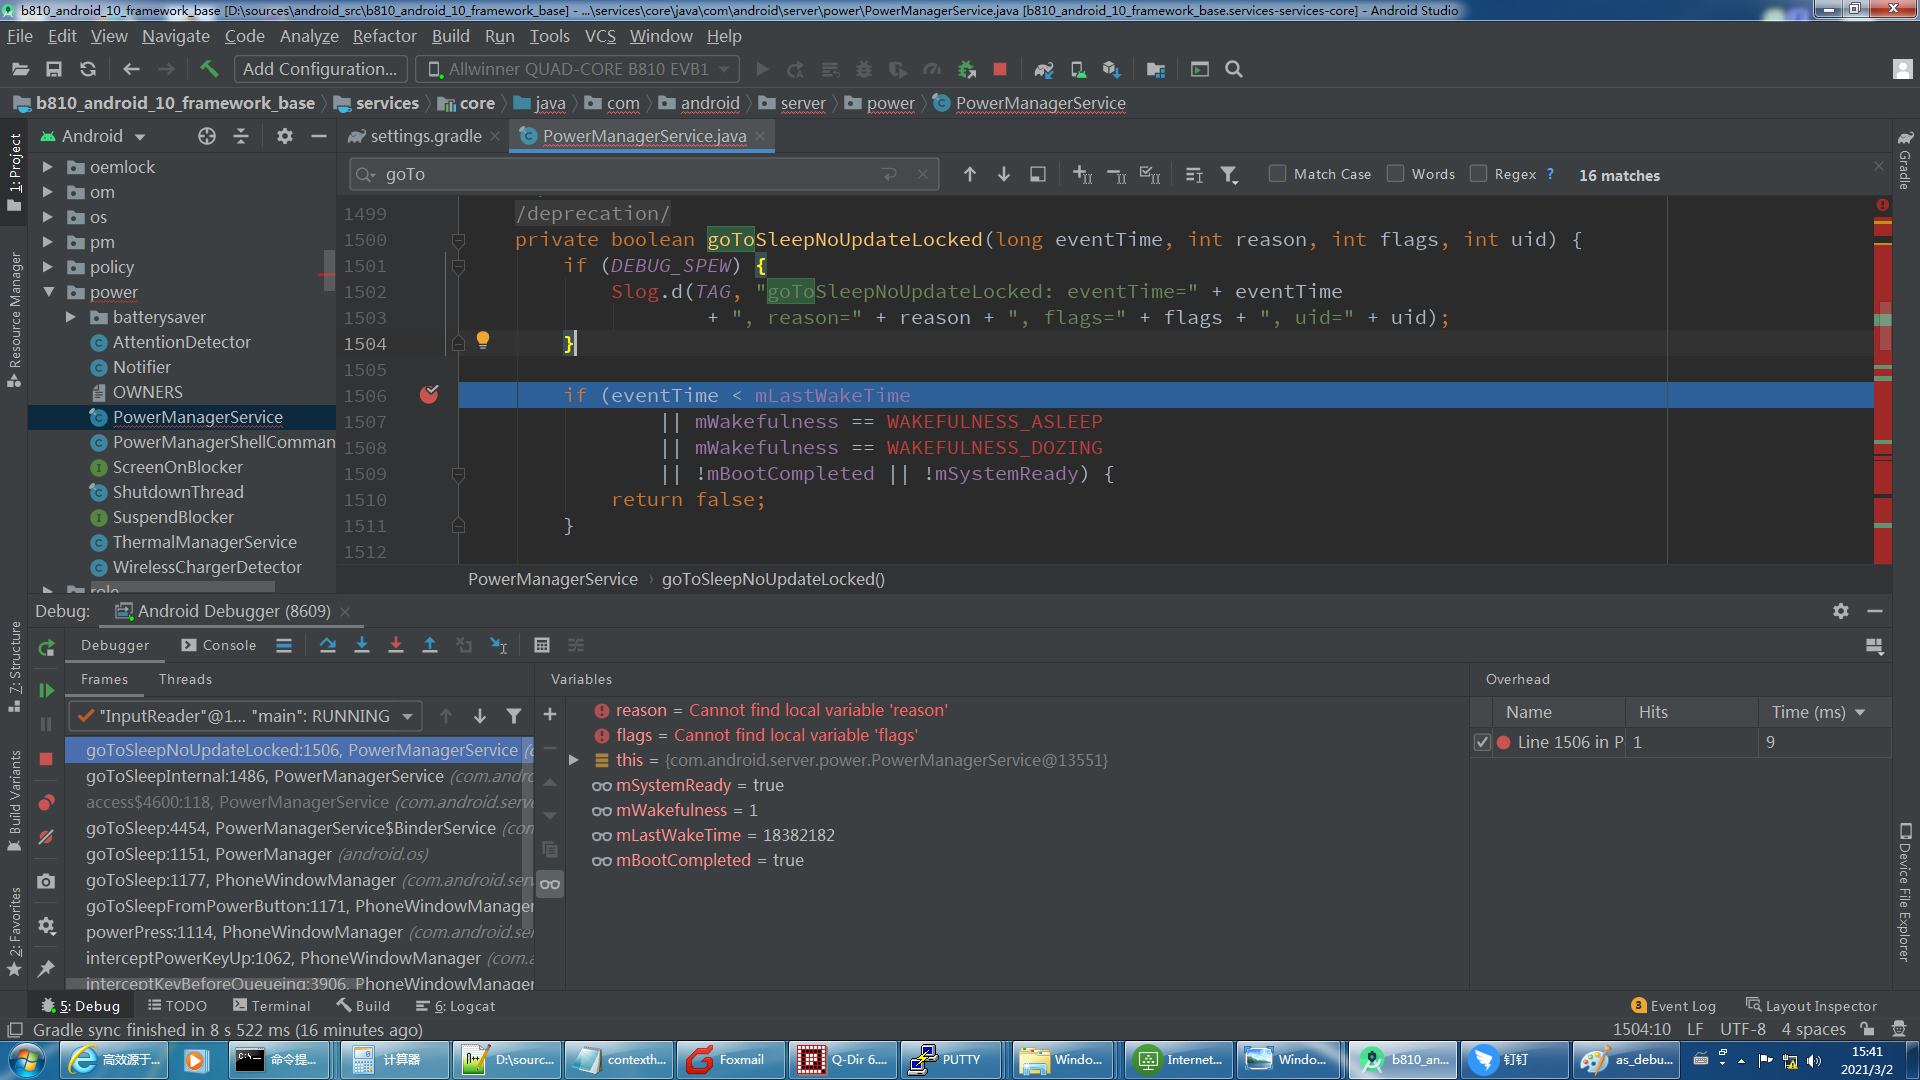 b810_android_10_framework_base [D:\sources\android_src\b810_android_10_framework_base] - ...\services\core\java\com\android\server\power\PowerManagerService.java [b810_android_10_framework_base.services-services-core] - Android Studio
File Edit View Navigate Code Analyze Refactor Build Run Tools VCS Window Help
Add Configuration... Allwinner QUAD-CORE B810 EVB1
b810_android_10_framework_base services core java com android server power PowerManagerService
Android
settings.gradle PowerManagerService.java
1: Project
Resource Manager
7: Structure
Build Variants
2: Favorites
Gradle
Device File Explorer
oemlock
om
os
pm
policy
power
batterysaver
AttentionDetector
Notifier
OWNERS
PowerManagerService
PowerManagerShellComman
ScreenOnBlocker
ShutdownThread
SuspendBlocker
ThermalManagerService
WirelessChargerDetector
role
goTo Match Case Words Regex ? 16 matches
1499 /deprecation/
1500 private boolean goToSleepNoUpdateLocked(long eventTime, int reason, int flags, int uid) {
1501 if (DEBUG_SPEW) {
1502 Slog.d(TAG, "goToSleepNoUpdateLocked: eventTime=" + eventTime
1503 + ", reason=" + reason + ", flags=" + flags + ", uid=" + uid);
1504 }
1505
1506 if (eventTime < mLastWakeTime
1507 || mWakefulness == WAKEFULNESS_ASLEEP
1508 || mWakefulness == WAKEFULNESS_DOZING
1509 || !mBootCompleted || !mSystemReady) {
1510 return false;
1511 }
1512
PowerManagerService › goToSleepNoUpdateLocked()
Debug: Android Debugger (8609)
Debugger Console
Frames Threads
Variables
Overhead
"InputReader"@1... "main": RUNNING
goToSleepNoUpdateLocked:1506, PowerManagerService (c
goToSleepInternal:1486, PowerManagerService (com.andro
access$4600:118, PowerManagerService (com.android.serv
goToSleep:4454, PowerManagerService$BinderService (con
goToSleep:1151, PowerManager (android.os)
goToSleep:1177, PhoneWindowManager (com.android.serv
goToSleepFromPowerButton:1171, PhoneWindowManager
powerPress:1114, PhoneWindowManager (com.android.ser
interceptPowerKeyUp:1062, PhoneWindowManager (com.a
interceptKeyBeforeQueueing:3906, PhoneWindowManager
reason = Cannot find local variable 'reason'
flags = Cannot find local variable 'flags'
this = {com.android.server.power.PowerManagerService@13551}
mSystemReady = true
mWakefulness = 1
mLastWakeTime = 18382182
mBootCompleted = true
Name Hits Time (ms)
Line 1506 in P 1 9
5: Debug TODO Terminal Build 6: Logcat
3 Event Log Layout Inspector
Gradle sync finished in 8 s 522 ms (16 minutes ago)
1504:10 LF UTF-8 4 spaces
高效源于... 命令提... 计算器 D:\sourc... contexth... Foxmail Q-Dir 6.... PUTTY Windo... Internet... Windo... b810_an... 钉钉 as_debu...
15:41
2021/3/2